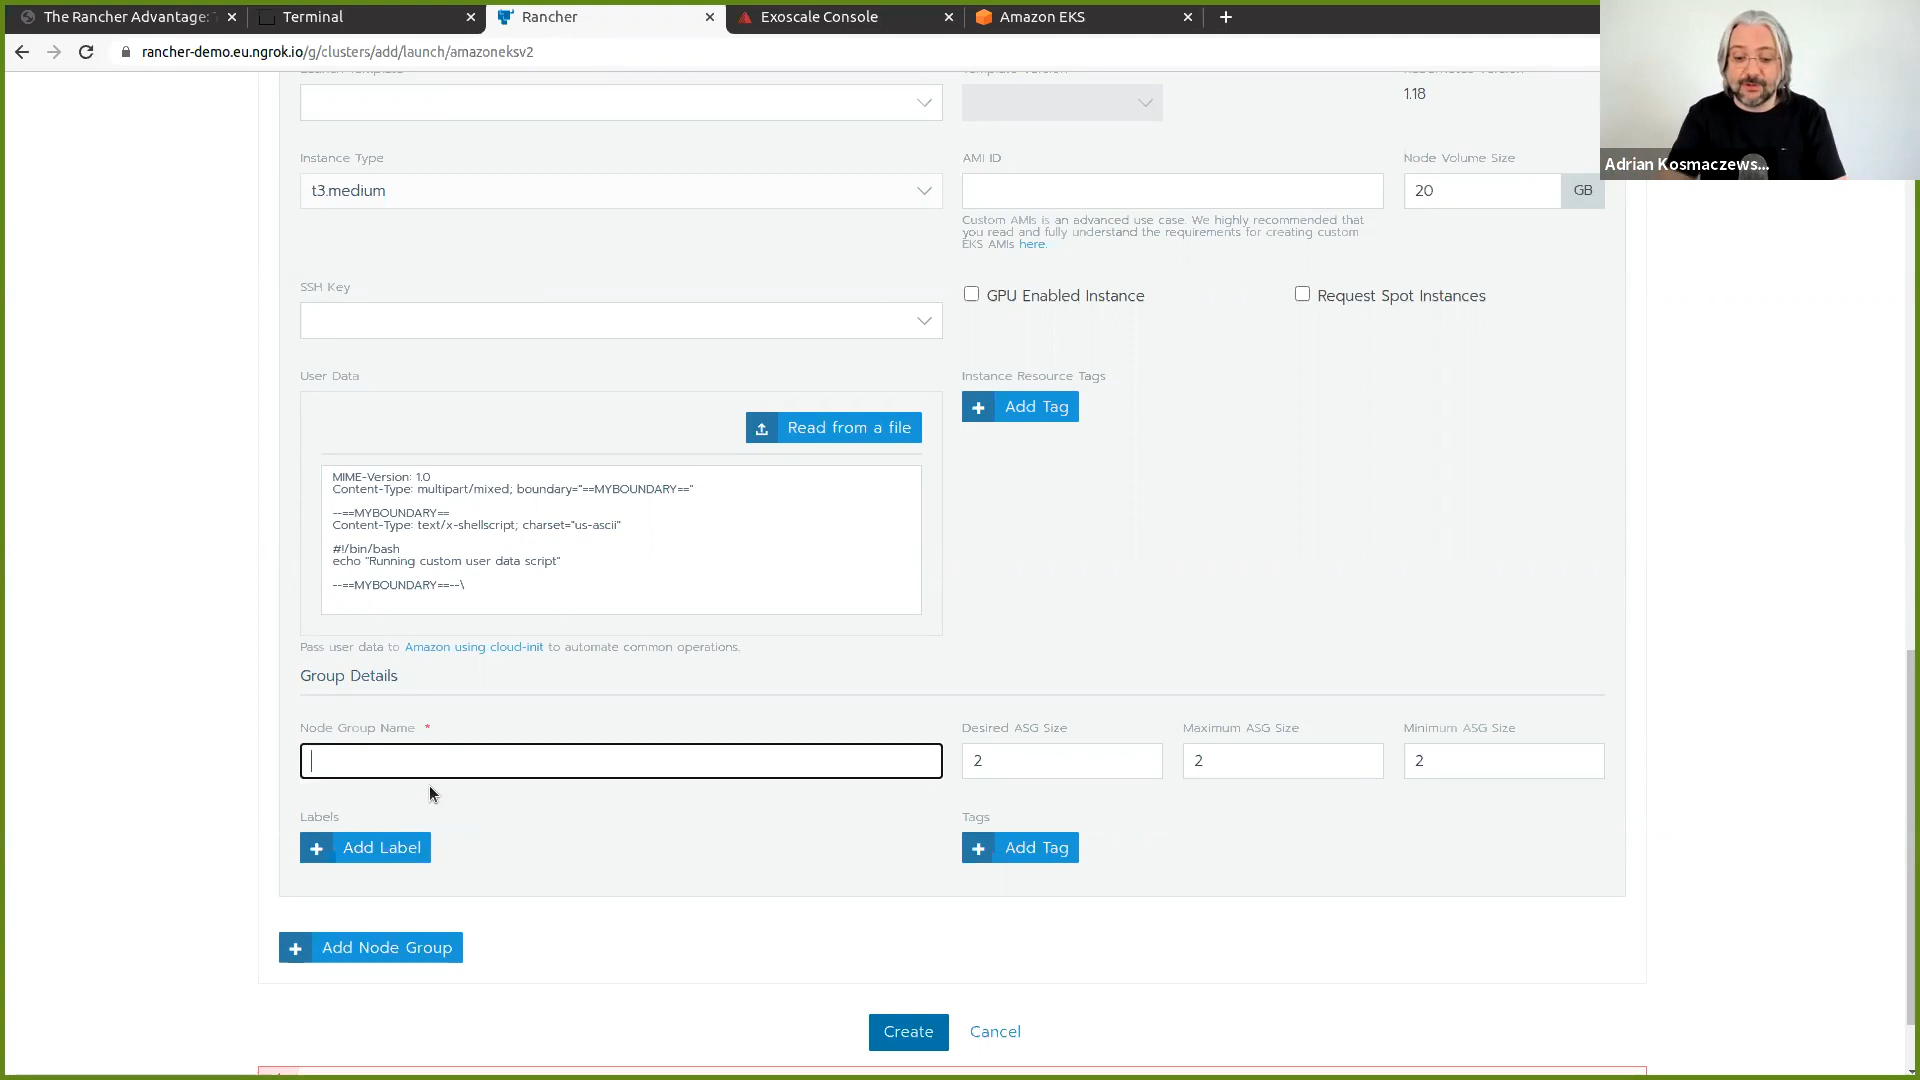 The Rancher Advantage:
Terminal
Rancher
Exoscale Console
Amazon EKS
rancher-demo.eu.ngrok.io/g/clusters/add/launch/amazoneksv2
1.18
Instance Type
AMI ID
Node Volume Size
t3.medium
20
GB
Custom AMIs is an advanced use case. We highly recommended that
you read and fully understand the requirements for creating custom
EKS AMIs here.
SSH Key
GPU Enabled Instance
Request Spot Instances
User Data
Instance Resource Tags
Read from a file
Add Tag
MIME-Version: 1.0
Content-Type: multipart/mixed; boundary="==MYBOUNDARY=="
--==MYBOUNDARY==
Content-Type: text/x-shellscript; charset="us-ascii"
#!/bin/bash
echo "Running custom user data script"
--==MYBOUNDARY==--\
Pass user data to Amazon using cloud-init to automate common operations.
Group Details
Node Group Name *
Desired ASG Size
Maximum ASG Size
Minimum ASG Size
2
2
2
Labels
Tags
Add Label
Add Tag
Add Node Group
Create
Cancel
Adrian Kosmaczews...